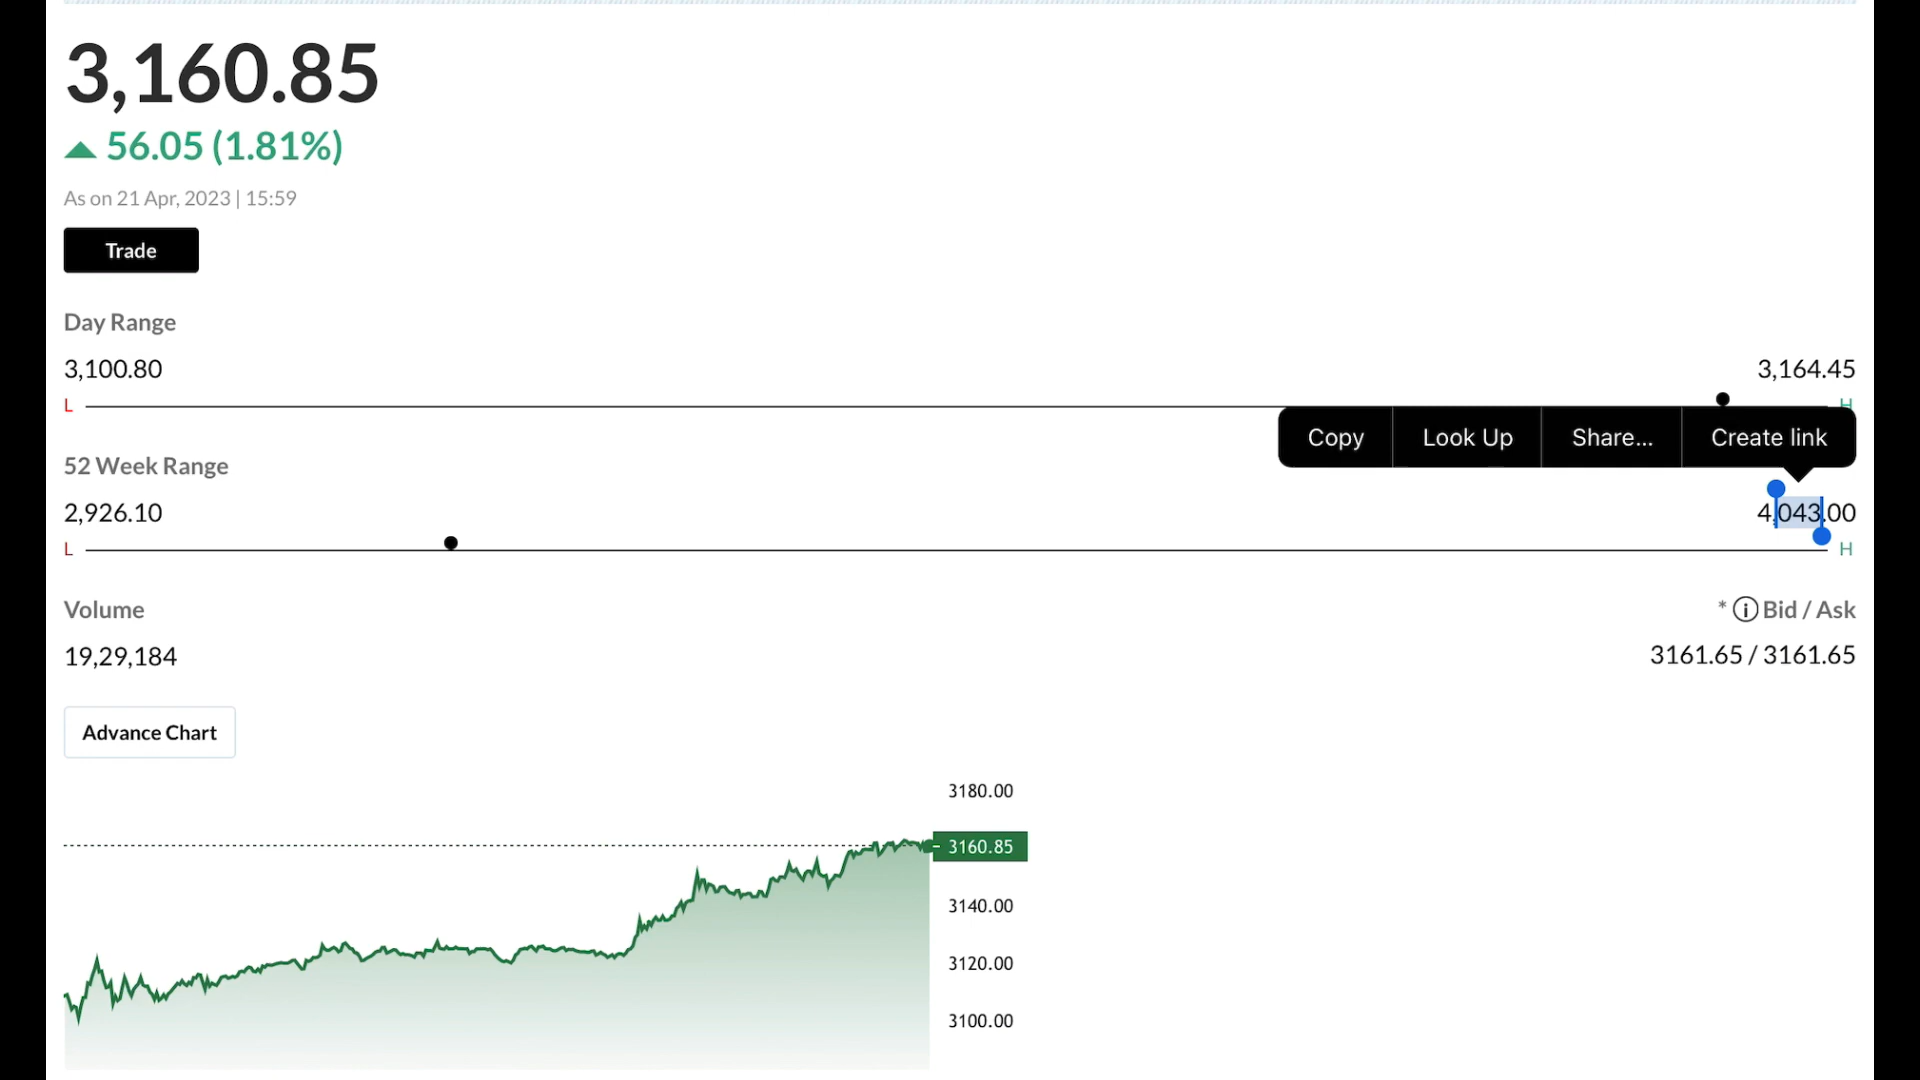 3,160.85
56.05 (1.81%)
As on 21 Apr, 2023 | 15:59
Trade
Day Range
3,100.80 3,164.45
L H
Copy Look Up Share... Create link
52 Week Range
2,926.10 4,043.00
L H
Volume * i Bid / Ask
19,29,184 3161.65 / 3161.65
Advance Chart
3180.00
3160.85
3140.00
3120.00
3100.00